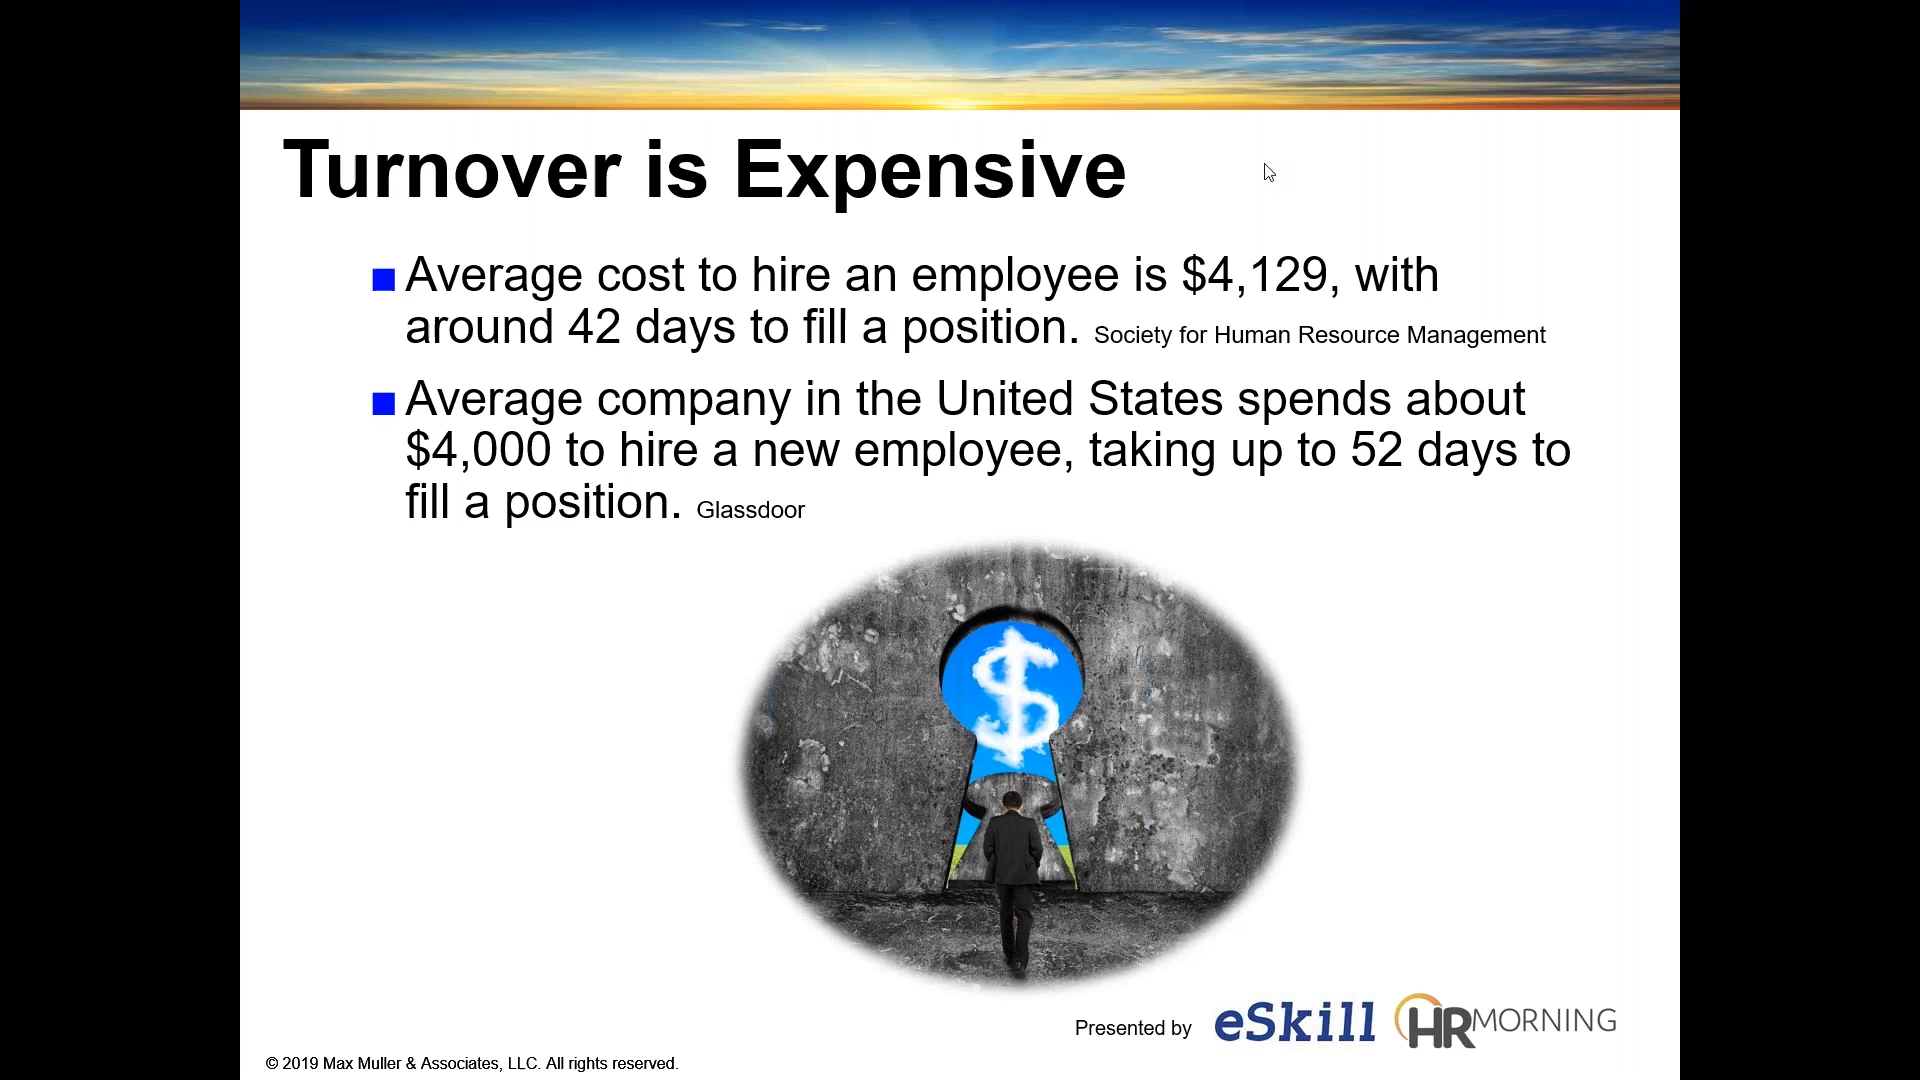 Turnover is Expensive
Average cost to hire an employee is $4,129, with
around 42 days to fill a position. Society for Human Resource Management
Average company in the United States spends about
$4,000 to hire a new employee, taking up to 52 days to
fill a position. Glassdoor
$
Presented by eSkill HRMORNING
© 2019 Max Muller & Associates, LLC. All rights reserved.